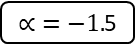 ∝ = −1.5